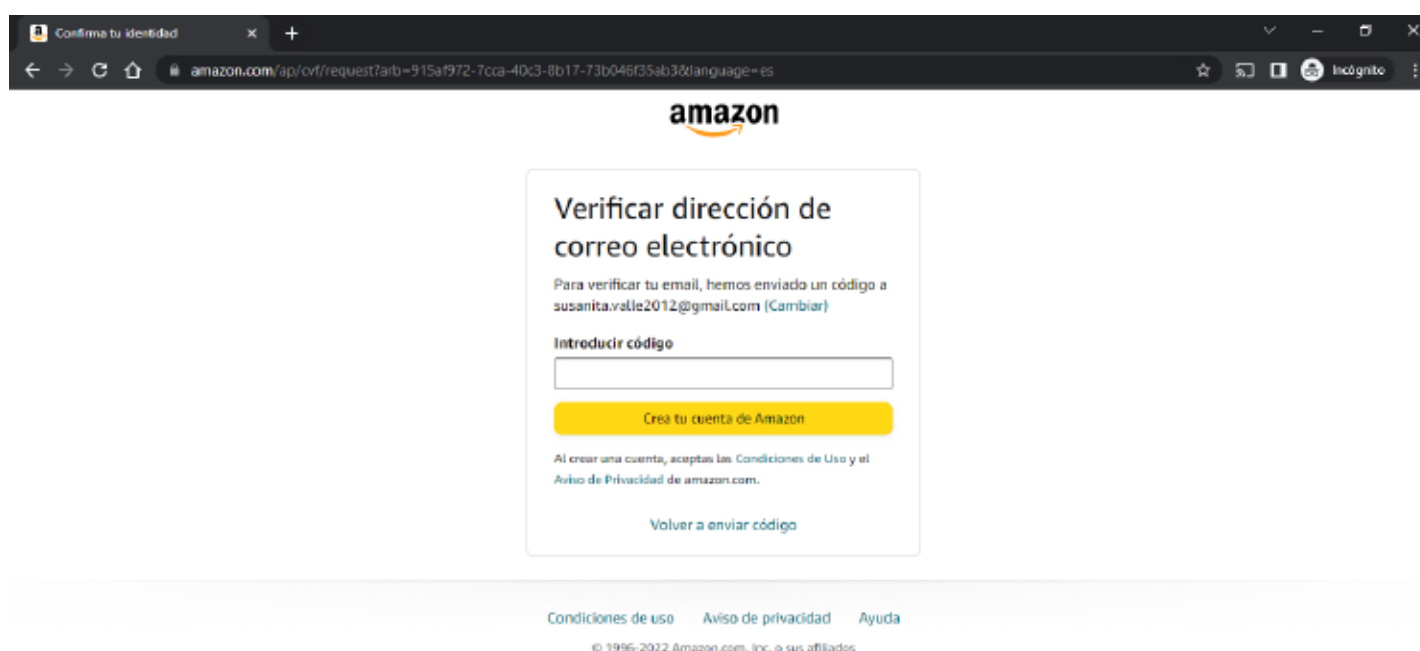 Confirma tu identidad
amazon.com/ap/cvf/request?arb=915af972-7cca-40c3-8b17-73b046f35ab3&language=es
Incógnito
amazon
Verificar dirección de
correo electrónico
Para verificar tu email, hemos enviado un código a
susanita.valle2012@gmail.com (Cambiar)
Introducir código
Crea tu cuenta de Amazon
Al crear una cuenta, aceptas las Condiciones de Uso y el
Aviso de Privacidad de amazon.com.
Volver a enviar código
Condiciones de uso Aviso de privacidad Ayuda
© 1996-2022 Amazon.com, Inc. o sus afiliados